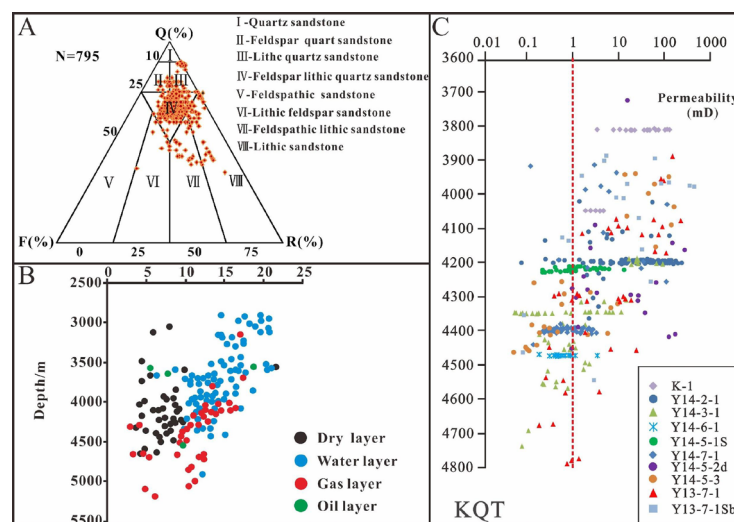 A
Q(%)
N=795
10
25
50
I
II
III
IV
V
VI
VII
VIII
F(%)
R(%)
0
25
50
75
I -Quartz sandstone
II-Feldspar quart sandstone
III-Lithc quartz sandstone
IV-Feldspar lithic quartz sandstone
V-Feldspathic sandstone
VI-Lithic feldspar sandstone
VII-Feldspathic lithic sandstone
VIII-Lithic sandstone
B
0 5 10 15 20 25
2500
3000
3500
4000
4500
5000
5500
Depth/m
Dry layer
Water layer
Gas layer
Oil layer
C
0.01 0.1 1 10 100 1000
Permeability
(mD)
3600
3700
3800
3900
4000
4100
4200
4300
4400
4500
4600
4700
4800
KQT
K-1
Y14-2-1
Y14-3-1
Y14-6-1
Y14-5-1S
Y14-7-1
Y14-5-2d
Y14-5-3
Y13-7-1
Y13-7-1Sb